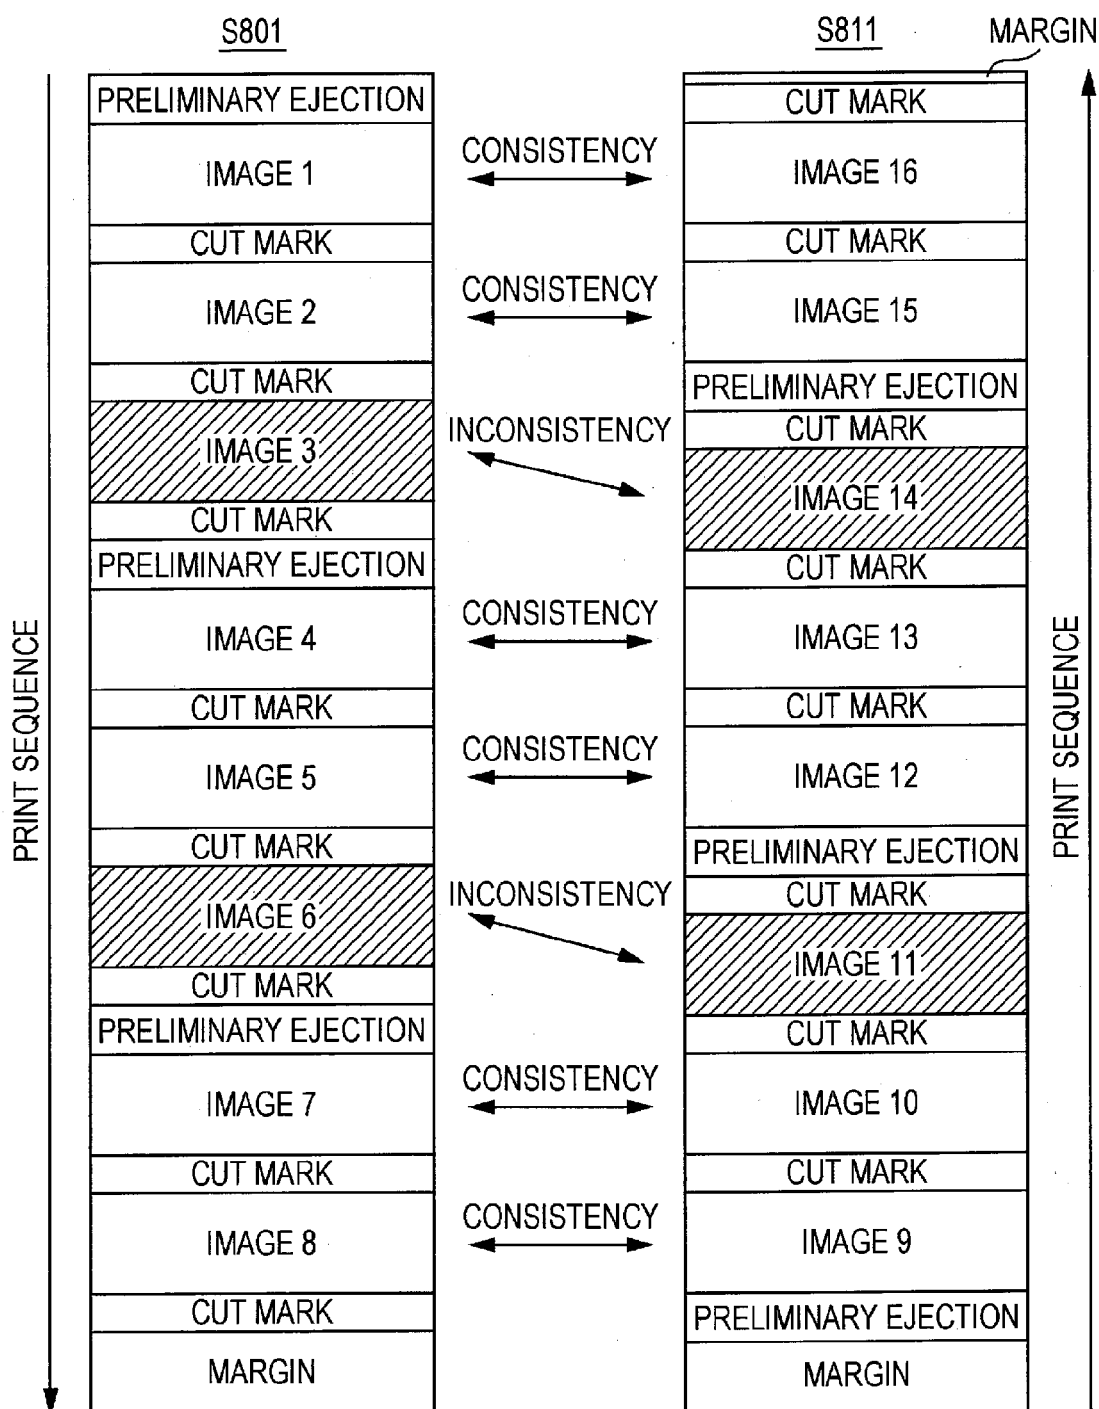 S801
S811
MARGIN
PRELIMINARY EJECTION
IMAGE 1
CUT MARK
IMAGE 2
CUT MARK
IMAGE 3
CUT MARK
PRELIMINARY EJECTION
IMAGE 4
CUT MARK
IMAGE 5
CUT MARK
IMAGE 6
CUT MARK
PRELIMINARY EJECTION
IMAGE 7
CUT MARK
IMAGE 8
CUT MARK
MARGIN
PRINT SEQUENCE
CONSISTENCY
CONSISTENCY
INCONSISTENCY
CONSISTENCY
CONSISTENCY
INCONSISTENCY
CONSISTENCY
CONSISTENCY
CUT MARK
IMAGE 16
CUT MARK
IMAGE 15
PRELIMINARY EJECTION
CUT MARK
IMAGE 14
CUT MARK
IMAGE 13
CUT MARK
IMAGE 12
PRELIMINARY EJECTION
CUT MARK
IMAGE 11
CUT MARK
IMAGE 10
CUT MARK
IMAGE 9
PRELIMINARY EJECTION
MARGIN
PRINT SEQUENCE